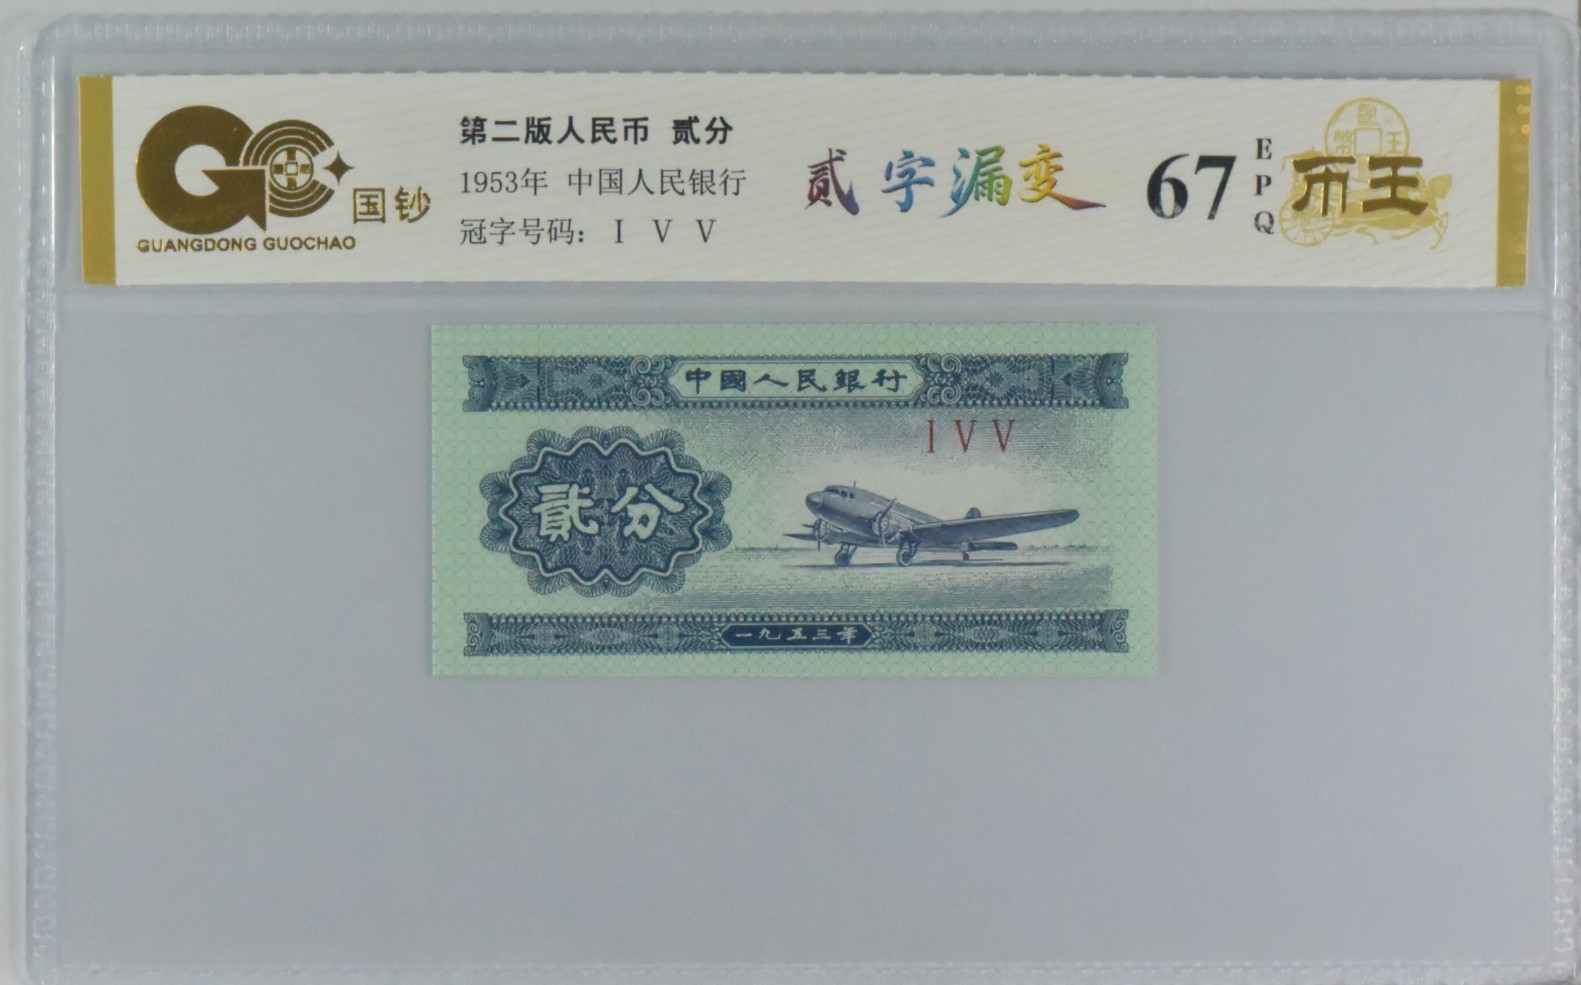 国钞
GUANGDONG GUOCHAO
第二版人民币 贰分
1953年 中国人民银行
冠字号码： I V V
贰字漏变
67
EPQ
币王
中國人民銀行
I V V
貳分
一九五三年